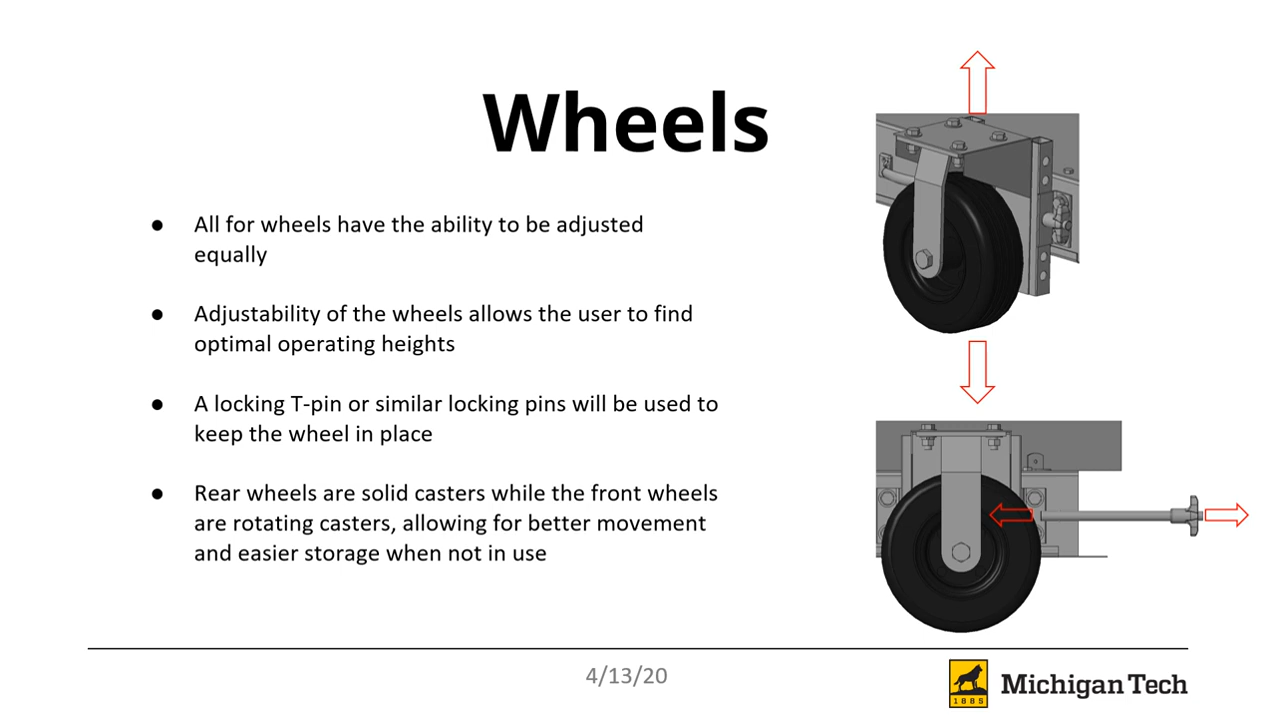 Wheels
● All for wheels have the ability to be adjusted
equally
● Adjustability of the wheels allows the user to find
optimal operating heights
● A locking T-pin or similar locking pins will be used to
keep the wheel in place
● Rear wheels are solid casters while the front wheels
are rotating casters, allowing for better movement
and easier storage when not in use
4/13/20
1885
Michigan Tech